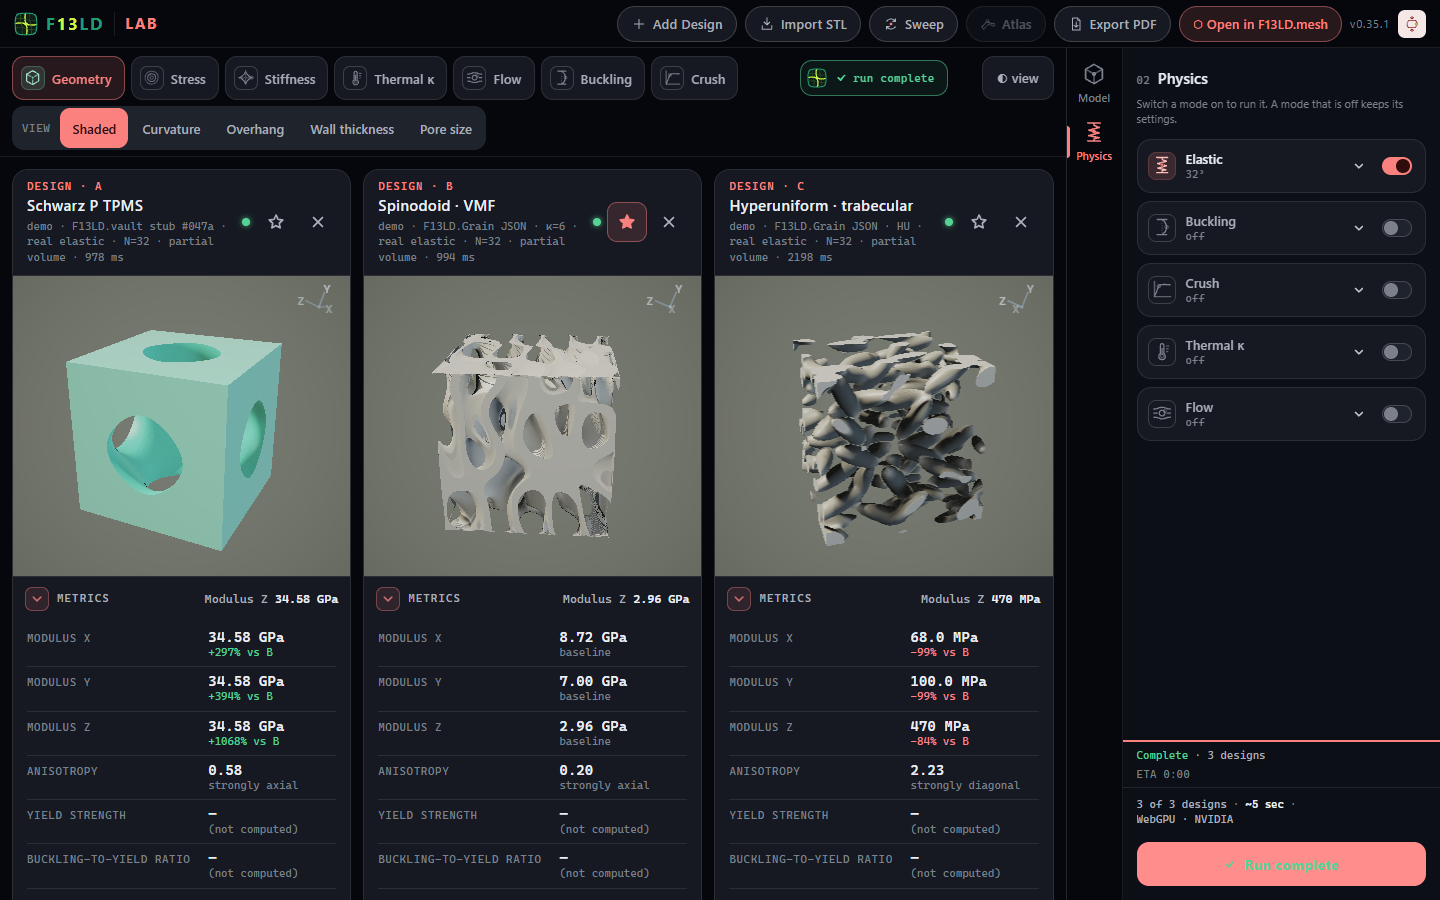 F13LD LAB
Add Design
Import STL
Sweep
Atlas
Export PDF
Open in F13LD.mesh
v0.35.1
Geometry
Stress
Stiffness
Thermal κ
Flow
Buckling
Crush
✓ run complete
view
VIEW
Shaded
Curvature
Overhang
Wall thickness
Pore size
DESIGN · A
Schwarz P TPMS
demo · F13LD.vault stub #047a ·
real elastic · N=32 · partial
volume · 978 ms
Y
Z
X
METRICS
Modulus Z 34.58 GPa
MODULUS X
34.58 GPa
+297% vs B
MODULUS Y
34.58 GPa
+394% vs B
MODULUS Z
34.58 GPa
+1068% vs B
ANISOTROPY
0.58
strongly axial
YIELD STRENGTH
—
(not computed)
BUCKLING-TO-YIELD RATIO
—
(not computed)
DESIGN · B
Spinodoid · VMF
demo · F13LD.Grain JSON · κ=6 ·
real elastic · N=32 · partial
volume · 994 ms
Y
Z
X
METRICS
Modulus Z 2.96 GPa
MODULUS X
8.72 GPa
baseline
MODULUS Y
7.00 GPa
baseline
MODULUS Z
2.96 GPa
baseline
ANISOTROPY
0.20
strongly axial
YIELD STRENGTH
—
(not computed)
BUCKLING-TO-YIELD RATIO
—
(not computed)
DESIGN · C
Hyperuniform · trabecular
demo · F13LD.Grain JSON · HU ·
real elastic · N=32 · partial
volume · 2198 ms
Y
Z
X
METRICS
Modulus Z 470 MPa
MODULUS X
68.0 MPa
−99% vs B
MODULUS Y
100.0 MPa
−99% vs B
MODULUS Z
470 MPa
−84% vs B
ANISOTROPY
2.23
strongly diagonal
YIELD STRENGTH
—
(not computed)
BUCKLING-TO-YIELD RATIO
—
(not computed)
Model
Physics
02 Physics
Switch a mode on to run it. A mode that is off keeps its
settings.
Elastic
32³
Buckling
off
Crush
off
Thermal κ
off
Flow
off
Complete · 3 designs
ETA 0:00
3 of 3 designs · ~5 sec ·
WebGPU · NVIDIA
✓ Run complete